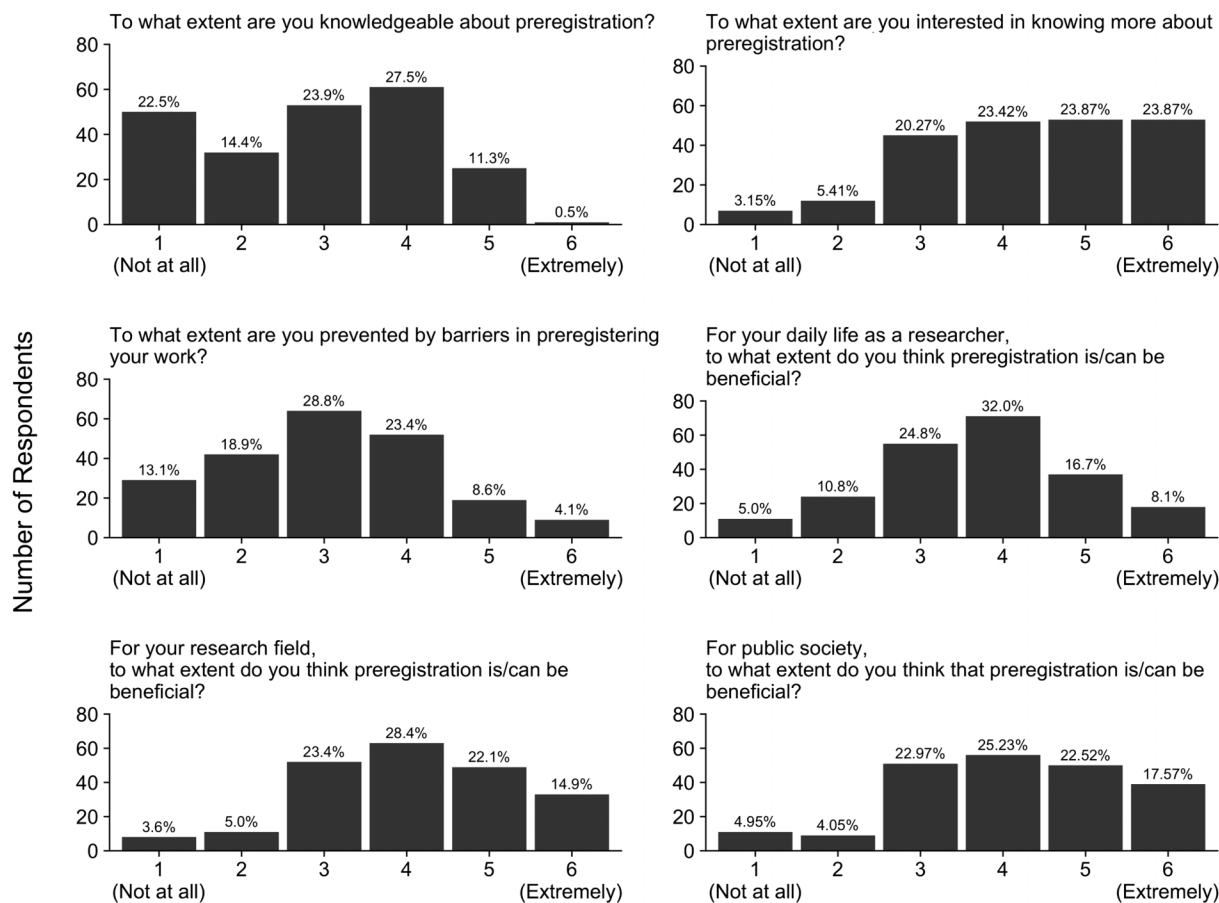 Number of Respondents
To what extent are you knowledgeable about preregistration?
80
60
40
20
0
22.5%
14.4%
23.9%
27.5%
11.3%
0.5%
1 2 3 4 5 6
(Not at all) (Extremely)
To what extent are you interested in knowing more about
preregistration?
80
60
40
20
0
3.15%
5.41%
20.27%
23.42%
23.87%
23.87%
1 2 3 4 5 6
(Not at all) (Extremely)
To what extent are you prevented by barriers in preregistering
your work?
80
60
40
20
0
13.1%
18.9%
28.8%
23.4%
8.6%
4.1%
1 2 3 4 5 6
(Not at all) (Extremely)
For your daily life as a researcher,
to what extent do you think preregistration is/can be
beneficial?
80
60
40
20
0
5.0%
10.8%
24.8%
32.0%
16.7%
8.1%
1 2 3 4 5 6
(Not at all) (Extremely)
For your research field,
to what extent do you think preregistration is/can be
beneficial?
80
60
40
20
0
3.6%
5.0%
23.4%
28.4%
22.1%
14.9%
1 2 3 4 5 6
(Not at all) (Extremely)
For public society,
to what extent do you think that preregistration is/can be
beneficial?
80
60
40
20
0
4.95%
4.05%
22.97%
25.23%
22.52%
17.57%
1 2 3 4 5 6
(Not at all) (Extremely)